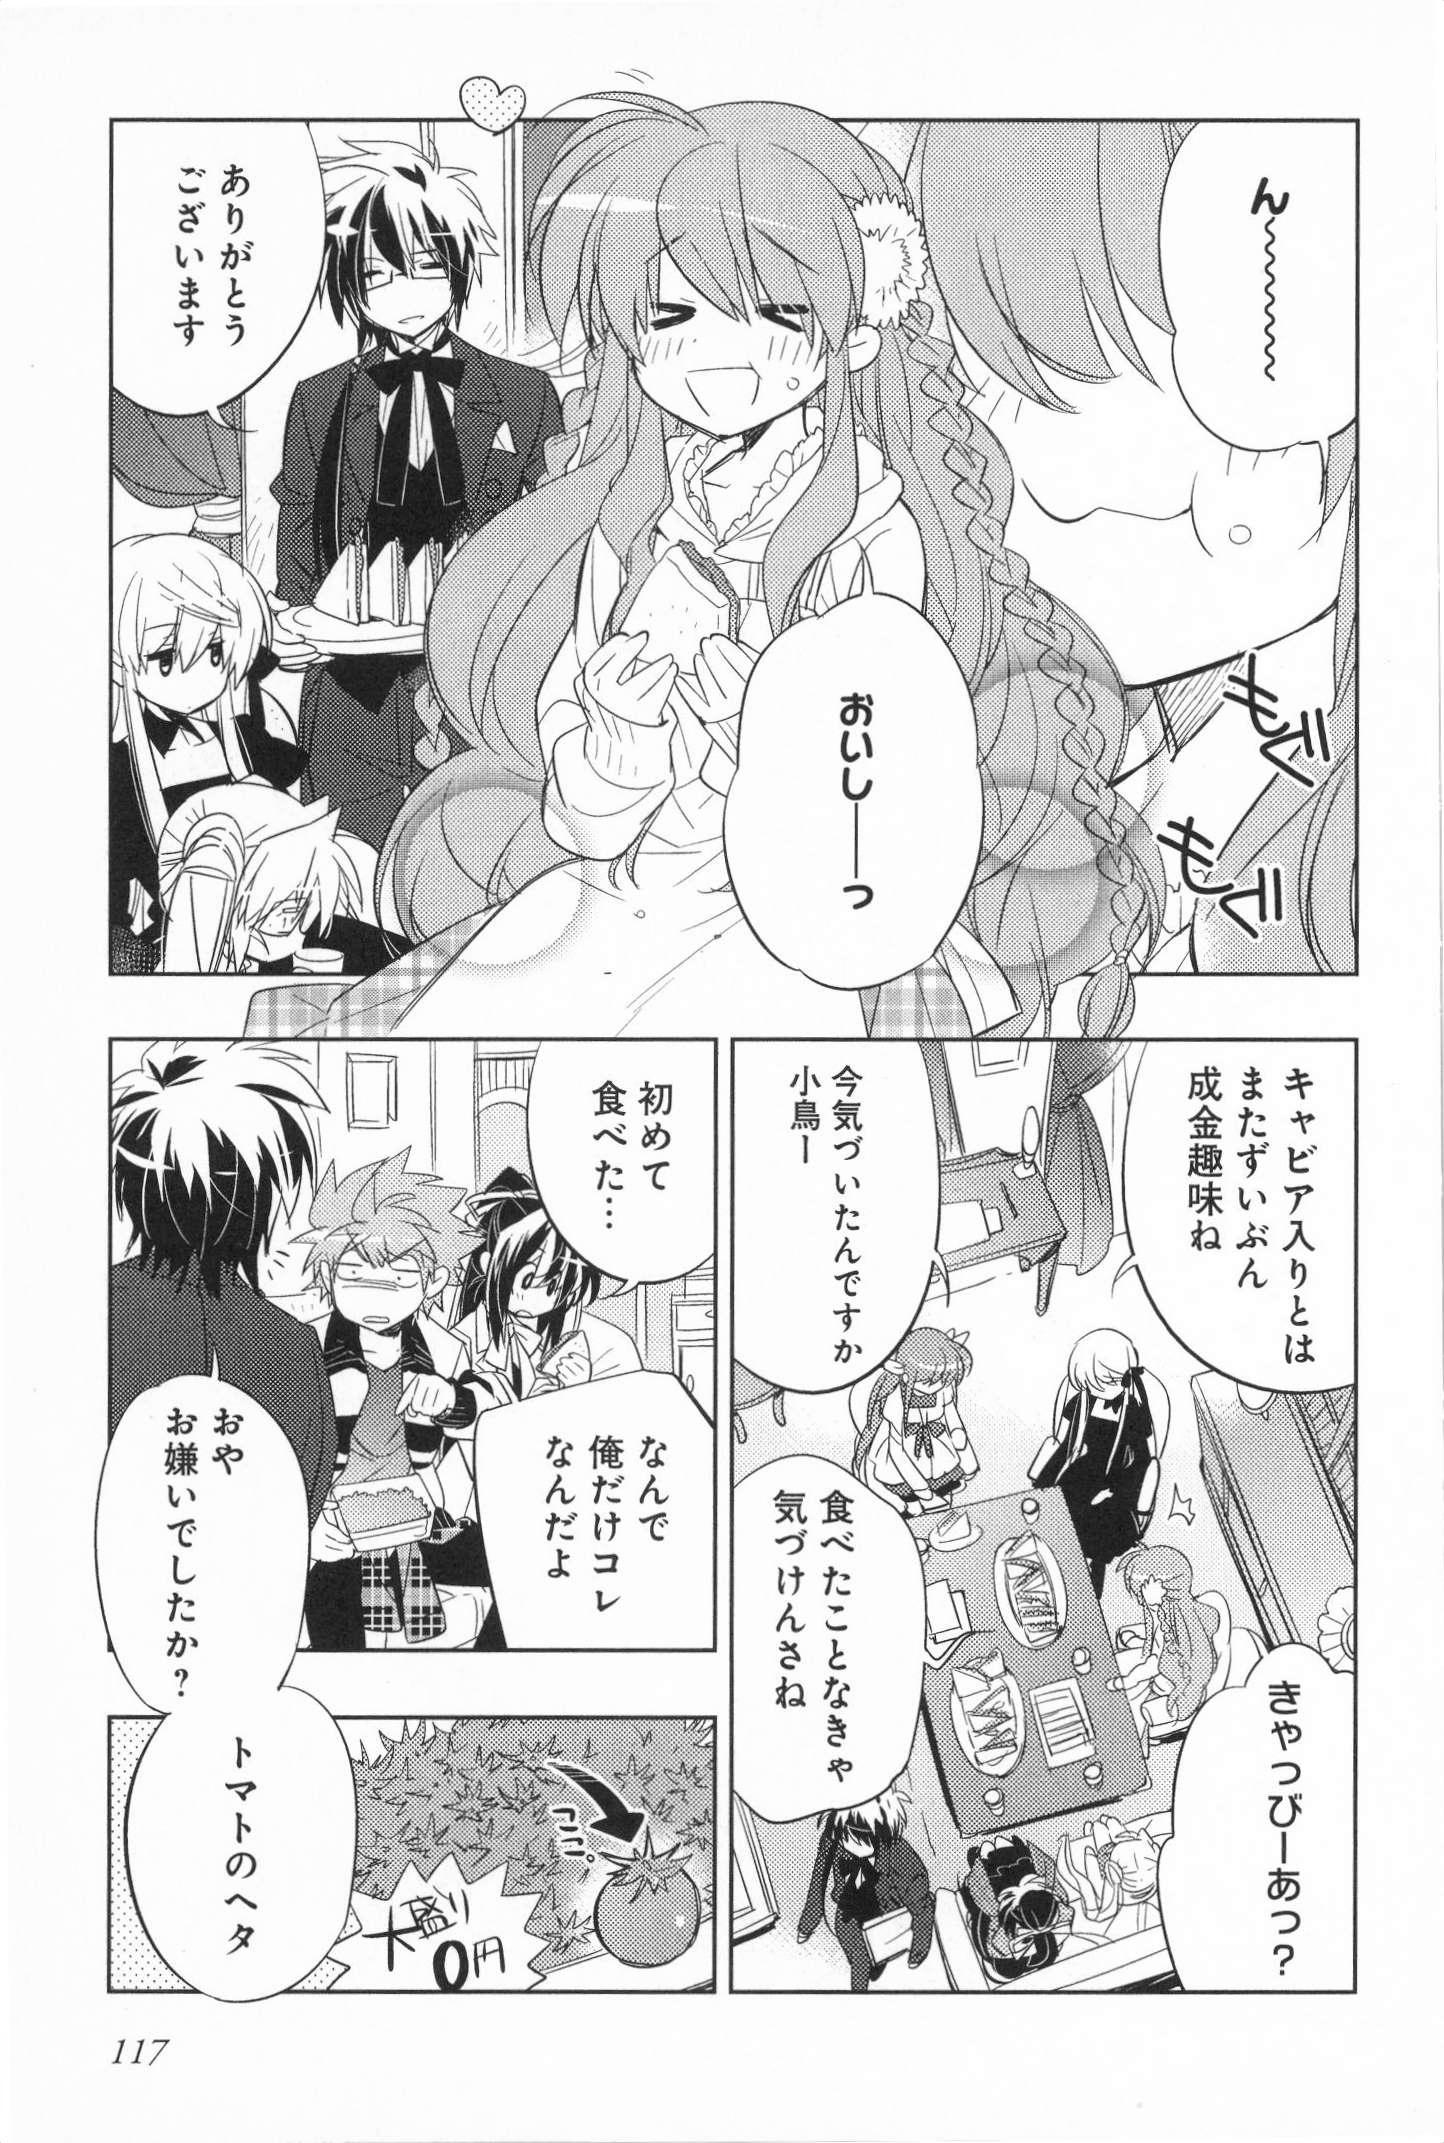 ん～～～～
もぐ
もぐ
おいし――っ
ありがとう
ございます
キャビア入りとは
またずいぶん
成金趣味ね
きゃっびーあっ？
今気づいたんですか
小鳥ー
食べたことなきゃ
気づけんさね
初めて
食べた…
なんで
俺だけコレ
なんだよ
おや
お嫌いでしたか？
トマトのヘタ
ここ。
大盛り
0円
117